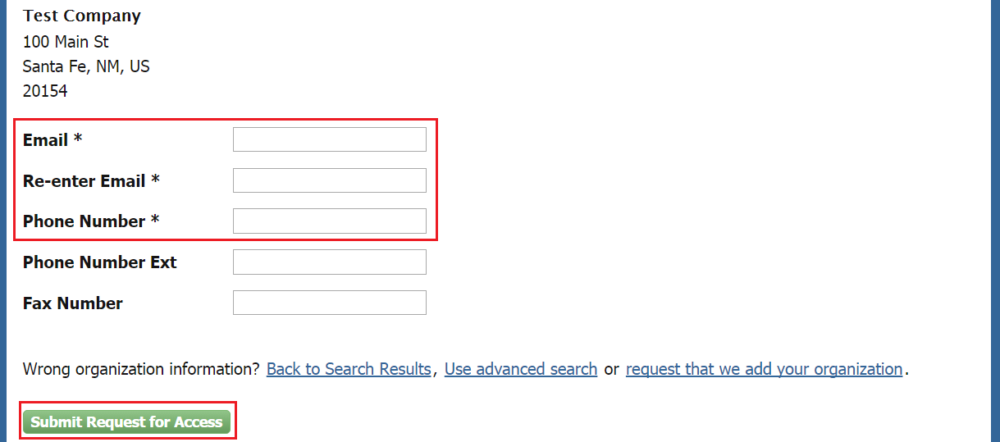 Test Company
100 Main St
Santa Fe, NM, US
20154
Email *
Re-enter Email *
Phone Number *
Phone Number Ext
Fax Number
Wrong organization information? Back to Search Results, Use advanced search or request that we add your organization.
Submit Request for Access